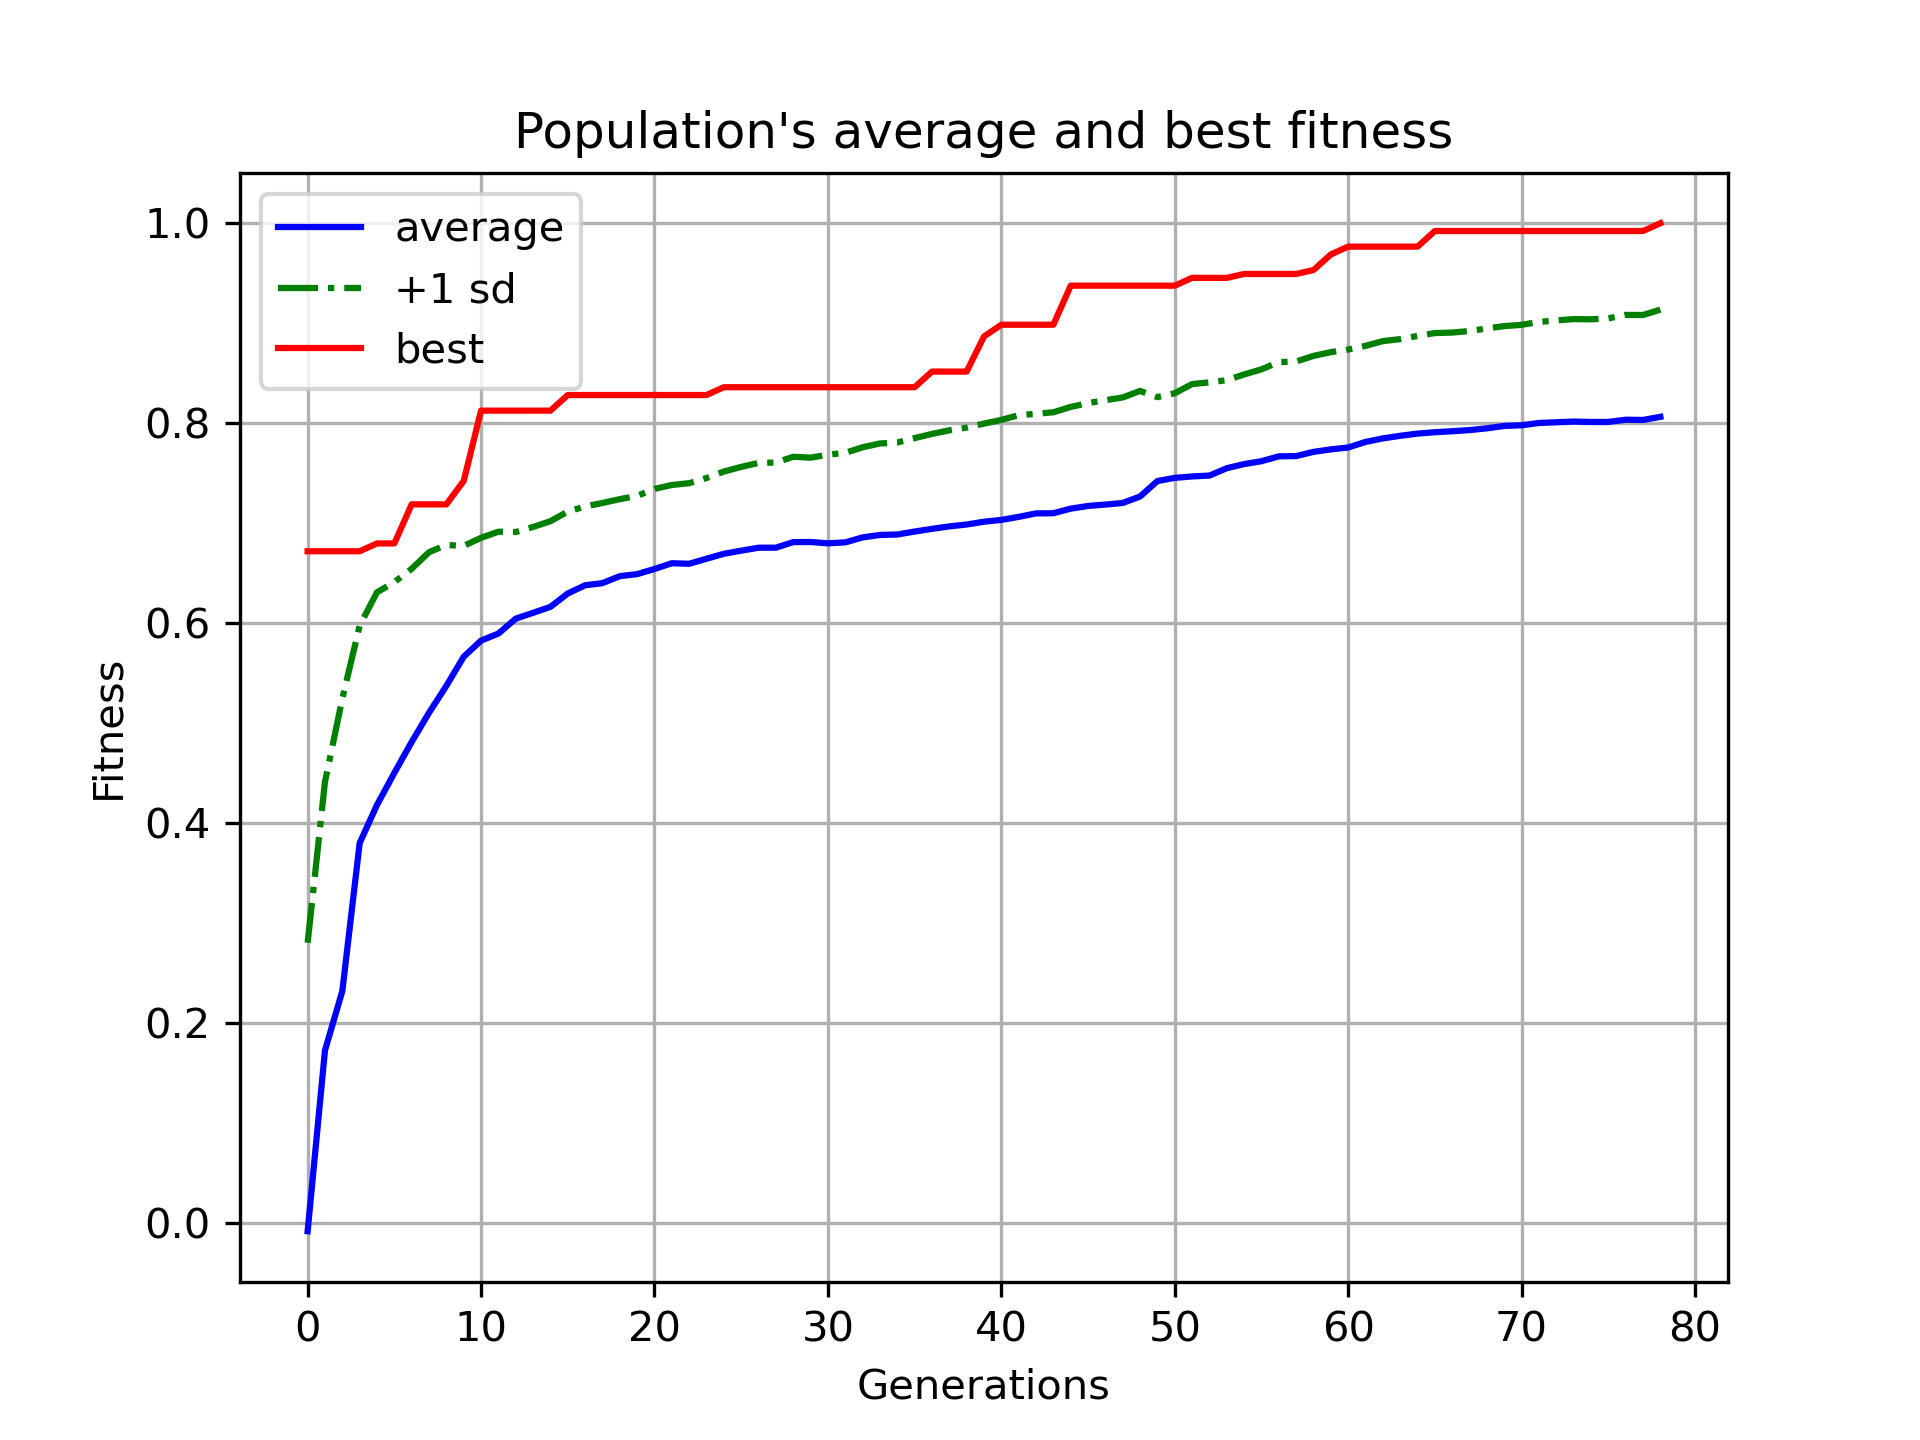 Population's average and best fitness
average
+1 sd
best
Fitness
1.0
0.8
0.6
0.4
0.2
0.0
0 10 20 30 40 50 60 70 80
Generations